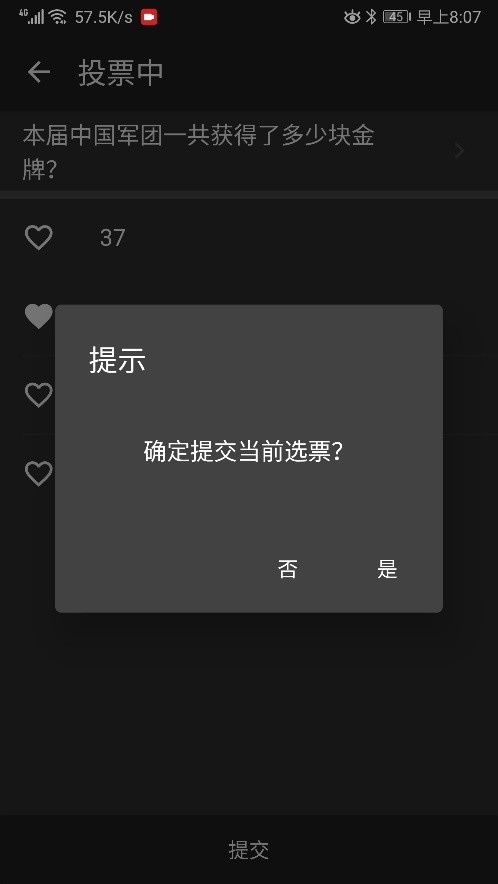 4G 57.5K/s 45 早上8:07
投票中
本届中国军团一共获得了多少块金
牌?
37
提示
确定提交当前选票?
否 是
提交